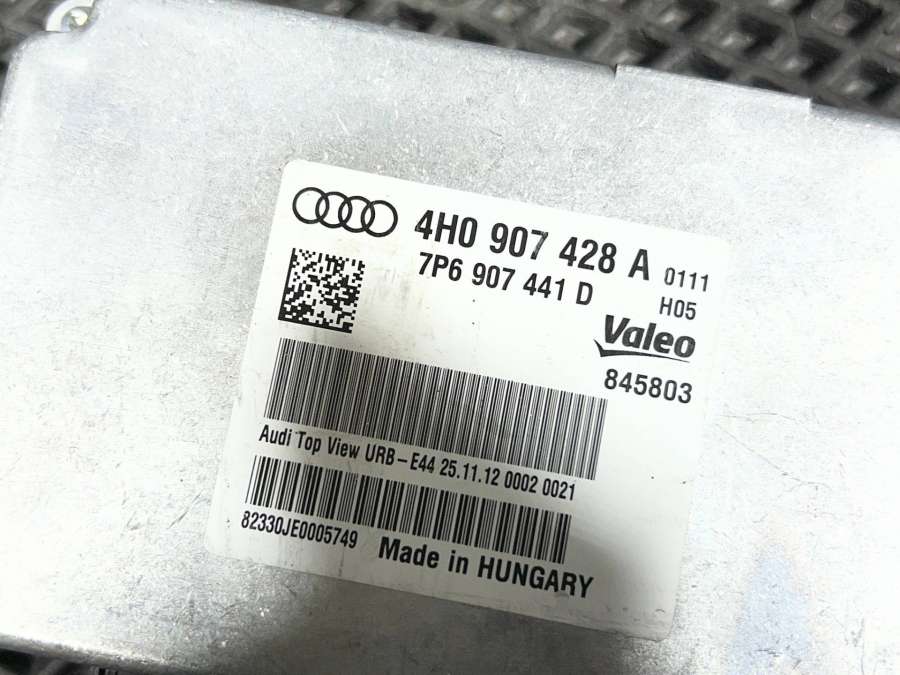 4H0 907 428 A 0111
7P6 907 441 D H05
Valeo
845803
Audi Top View URB-E44 25.11.12 0002 0021
82330JE0005749
Made in HUNGARY